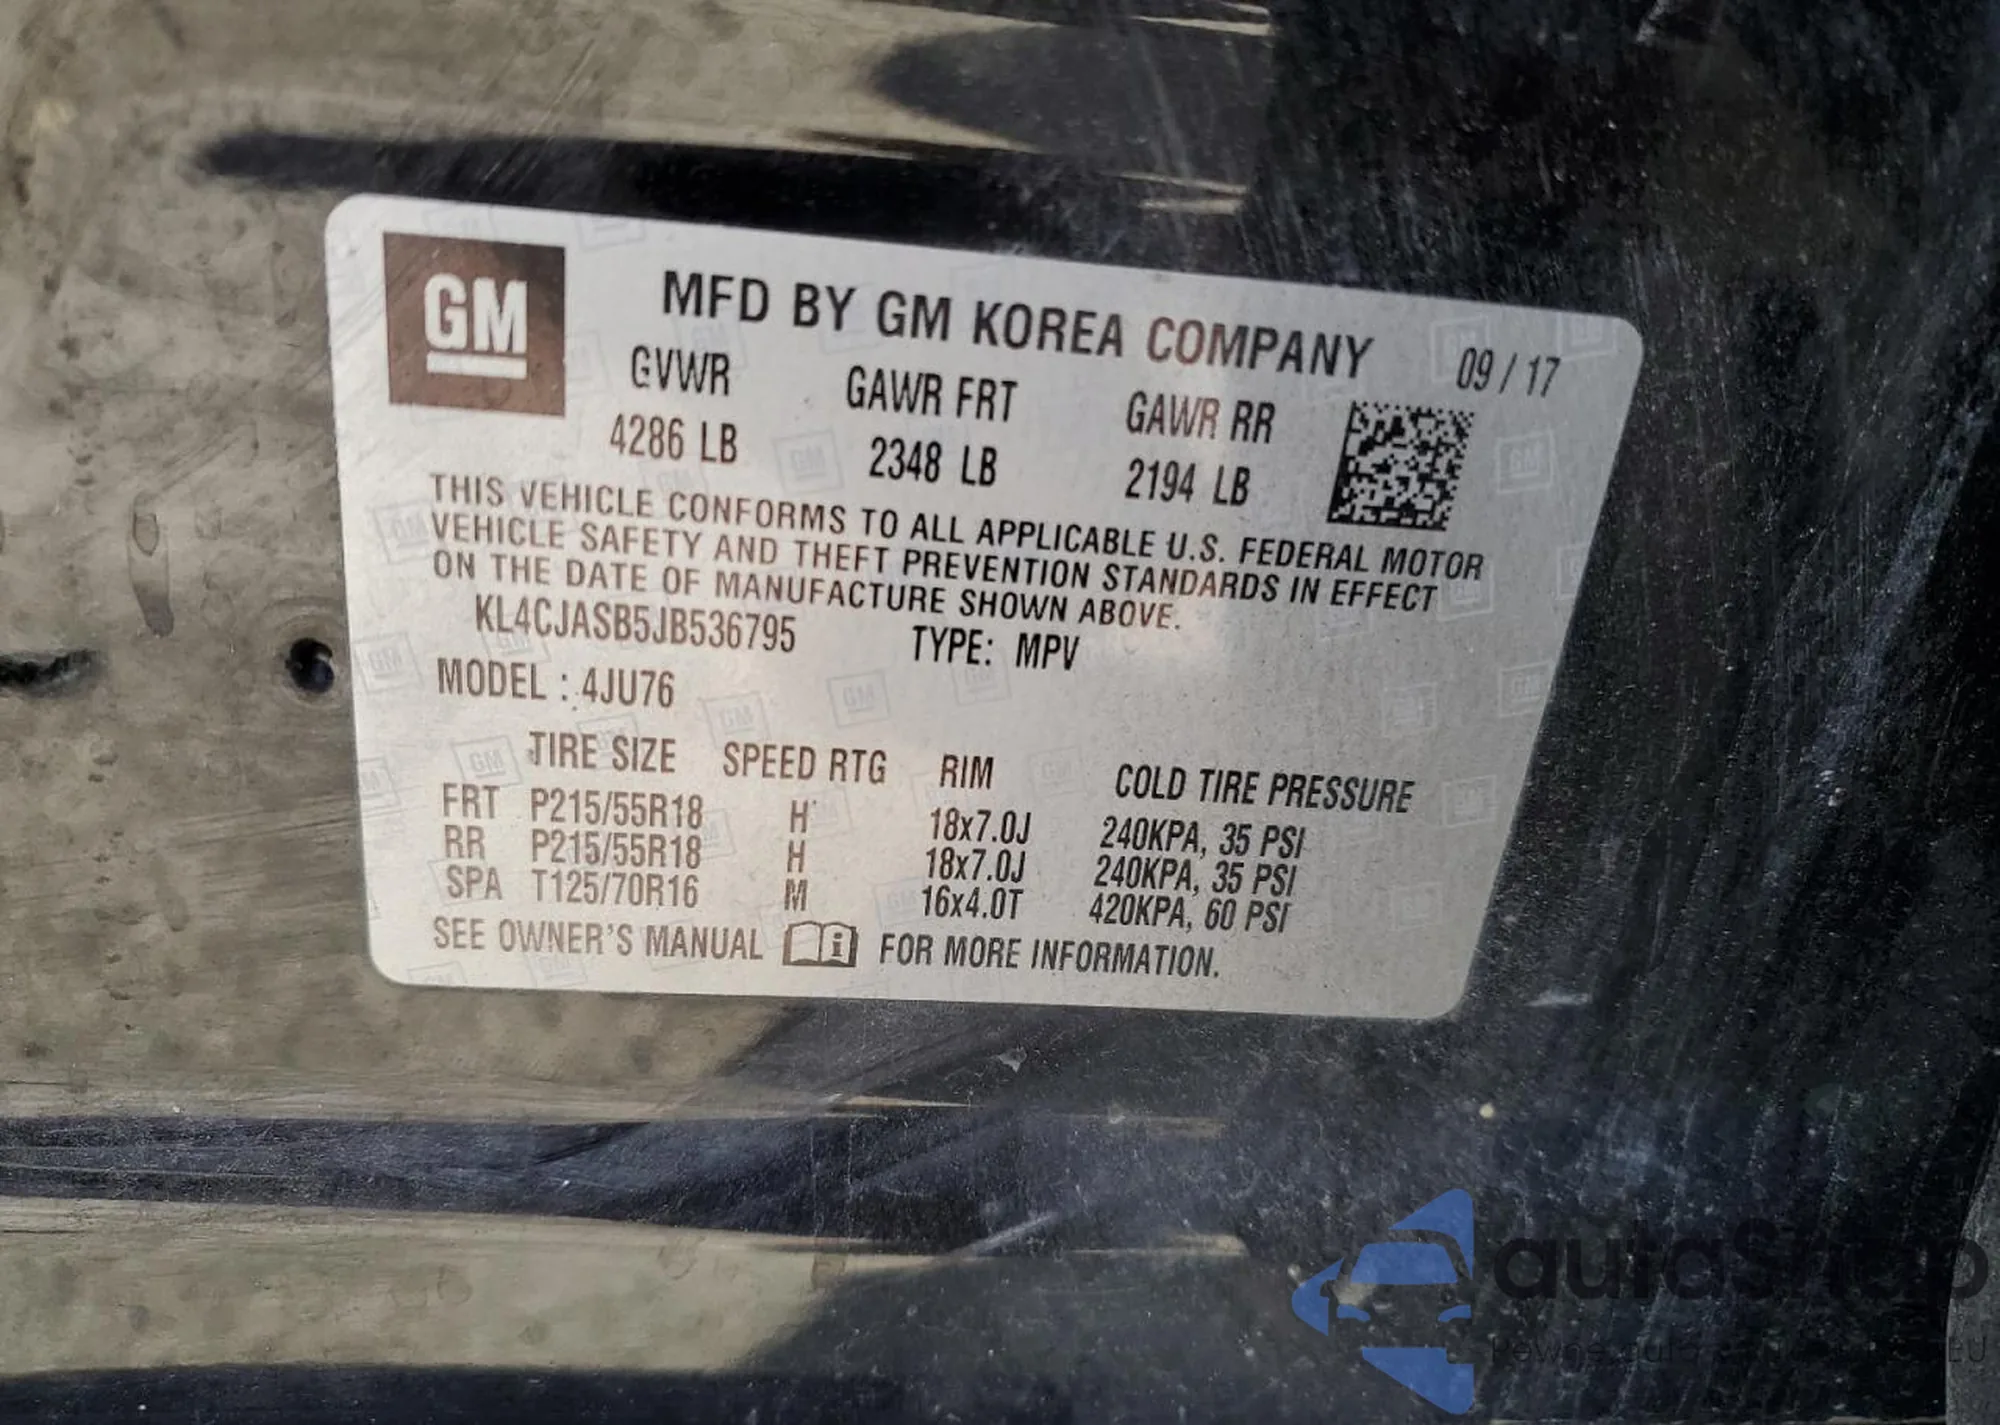 GM
MFD BY GM KOREA COMPANY 09 / 17
GVWR GAWR FRT GAWR RR
4286 LB 2348 LB 2194 LB
THIS VEHICLE CONFORMS TO ALL APPLICABLE U.S. FEDERAL MOTOR
VEHICLE SAFETY AND THEFT PREVENTION STANDARDS IN EFFECT
ON THE DATE OF MANUFACTURE SHOWN ABOVE.
KL4CJASB5JB536795 TYPE: MPV
MODEL : 4JU76
TIRE SIZE SPEED RTG RIM COLD TIRE PRESSURE
FRT P215/55R18 H 18x7.0J 240KPA, 35 PSI
RR P215/55R18 H 18x7.0J 240KPA, 35 PSI
SPA T125/70R16 M 16x4.0T 420KPA, 60 PSI
SEE OWNER'S MANUAL FOR MORE INFORMATION.
autaShop